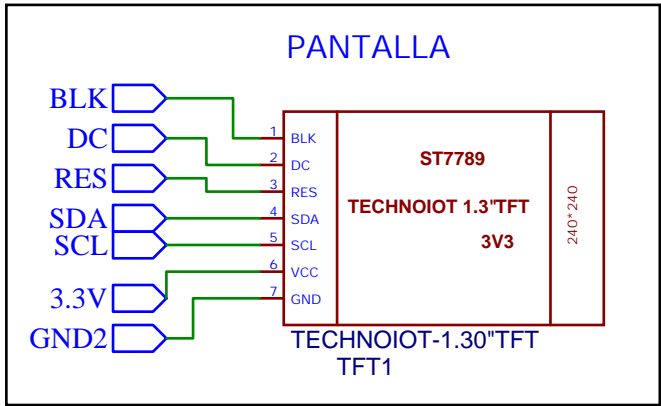 PANTALLA
BLK
DC
RES
SDA
SCL
3.3V
GND2
1 BLK
2 DC
3 RES
4 SDA
5 SCL
6 VCC
7 GND
ST7789
TECHNOIOT 1.3"TFT
3V3
240*240
TECHNOIOT-1.30"TFT
TFT1